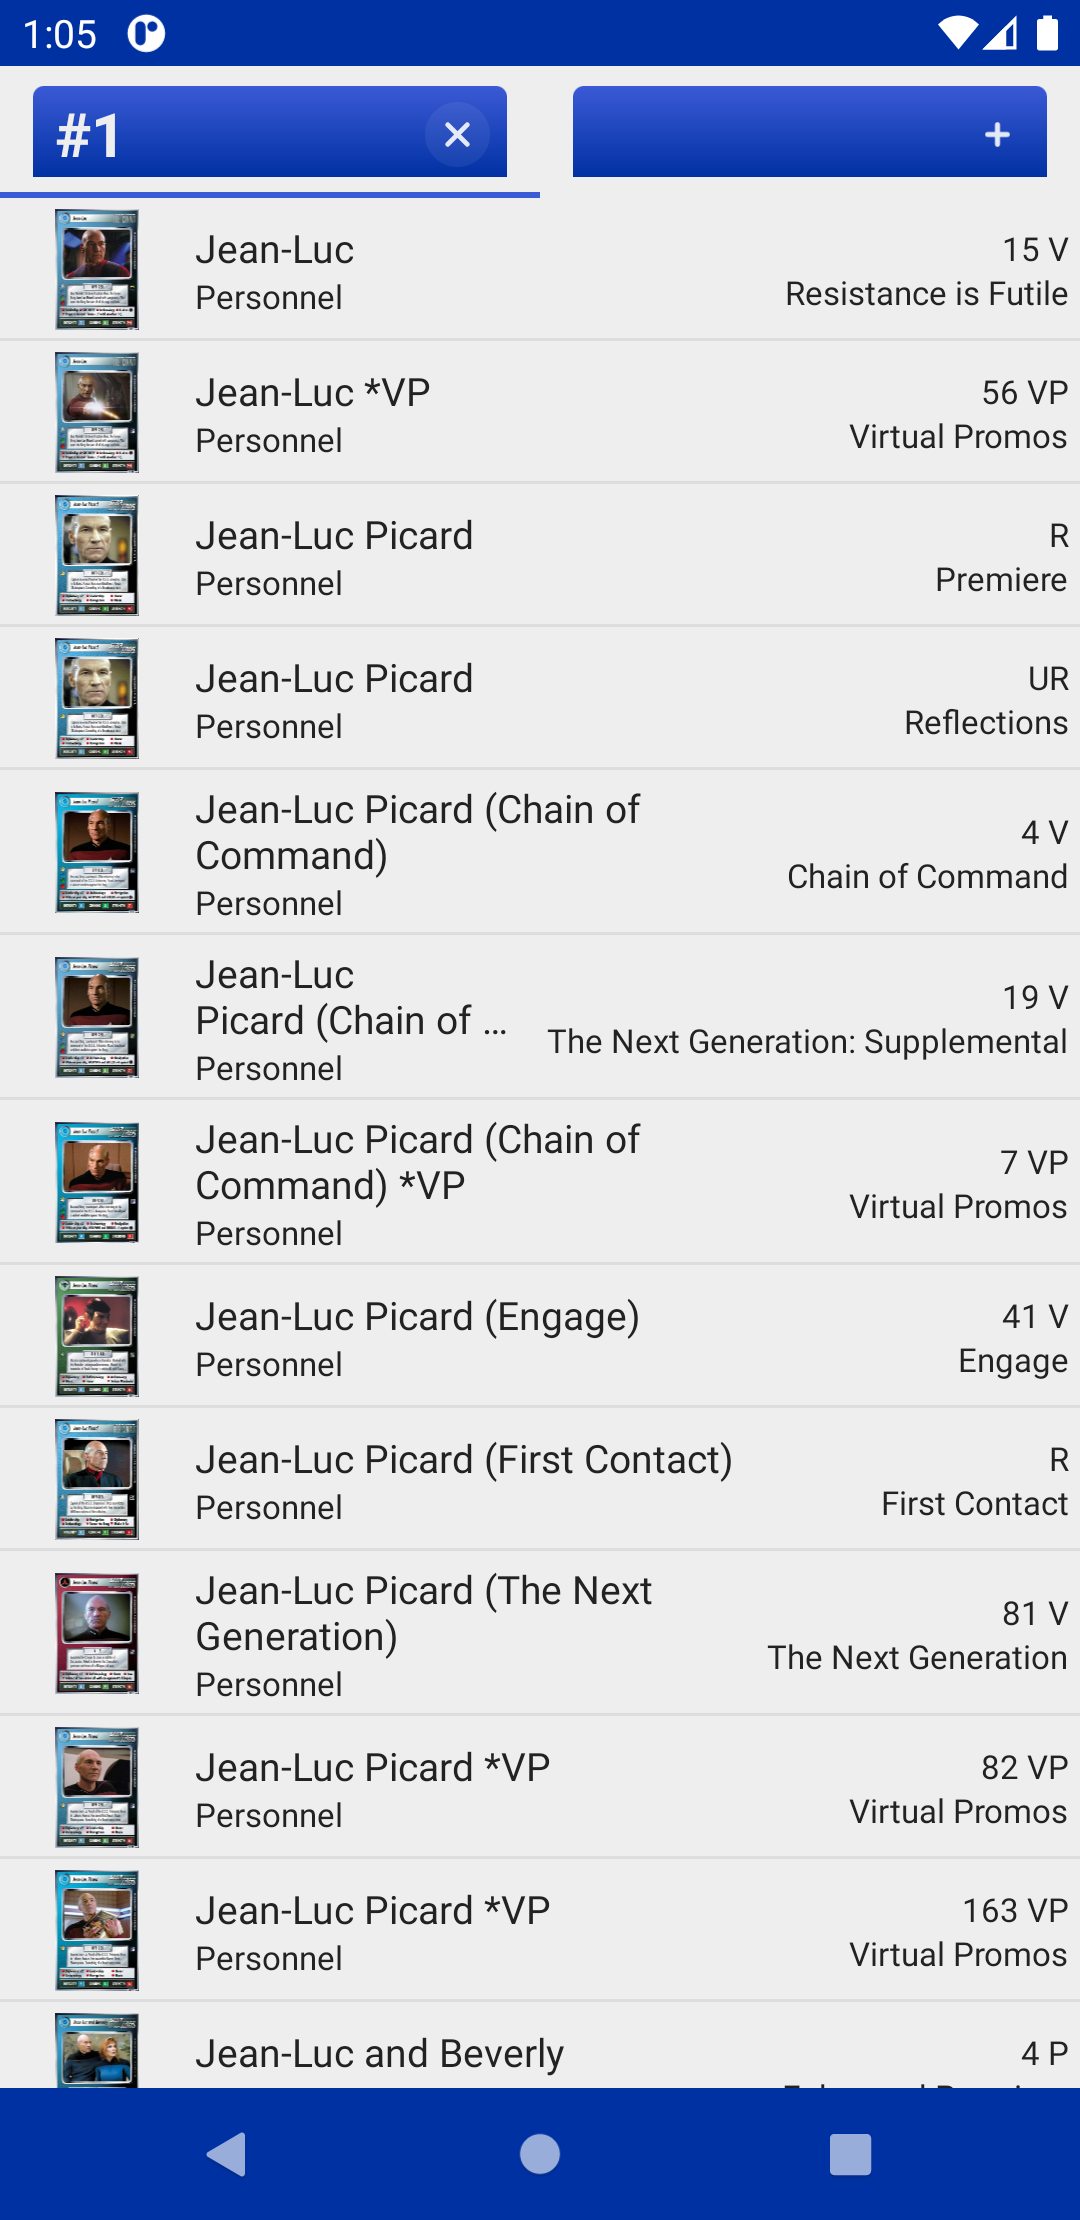 1:05
#1
Jean-Luc
Personnel
15 V
Resistance is Futile
Jean-Luc *VP
Personnel
56 VP
Virtual Promos
Jean-Luc Picard
Personnel
R
Premiere
Jean-Luc Picard
Personnel
UR
Reflections
Jean-Luc Picard (Chain of
Command)
Personnel
4 V
Chain of Command
Jean-Luc
Picard (Chain of ...
Personnel
19 V
The Next Generation: Supplemental
Jean-Luc Picard (Chain of
Command) *VP
Personnel
7 VP
Virtual Promos
Jean-Luc Picard (Engage)
Personnel
41 V
Engage
Jean-Luc Picard (First Contact)
Personnel
R
First Contact
Jean-Luc Picard (The Next
Generation)
Personnel
81 V
The Next Generation
Jean-Luc Picard *VP
Personnel
82 VP
Virtual Promos
Jean-Luc Picard *VP
Personnel
163 VP
Virtual Promos
Jean-Luc and Beverly
4 P